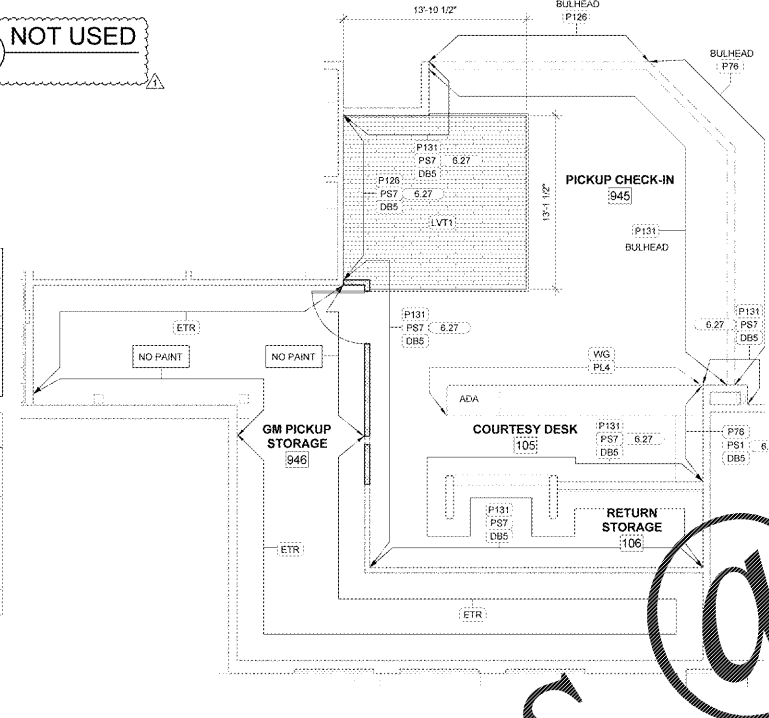 NOT USED
1
13'-10 1/2"
BULHEAD
P126
BULHEAD
P76
P131
PS7 6.27
DB5
P126
PS7 6.27
DB5
LVT1
13'-1 1/2"
PICKUP CHECK-IN
945
P131
BULHEAD
ETR
NO PAINT
NO PAINT
P131
PS7 6.27
DB5
P131
6.27 PS7
DB5
WG
PL4
ADA
GM PICKUP
STORAGE
946
COURTESY DESK
105
P131
PS7 6.27
DB5
P76
PS1 6.
DB5
P131
PS7
DB5
RETURN
STORAGE
106
ETR
ETR
@